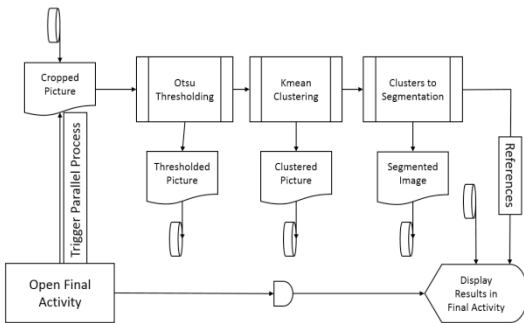 Cropped
Picture
Otsu
Thresholding
Kmean
Clustering
Clusters to
Segmentation
Trigger Parallel Process
Thresholded
Picture
Clustered
Picture
Segmented
Image
References
Open Final
Activity
Display
Results in
Final Activity